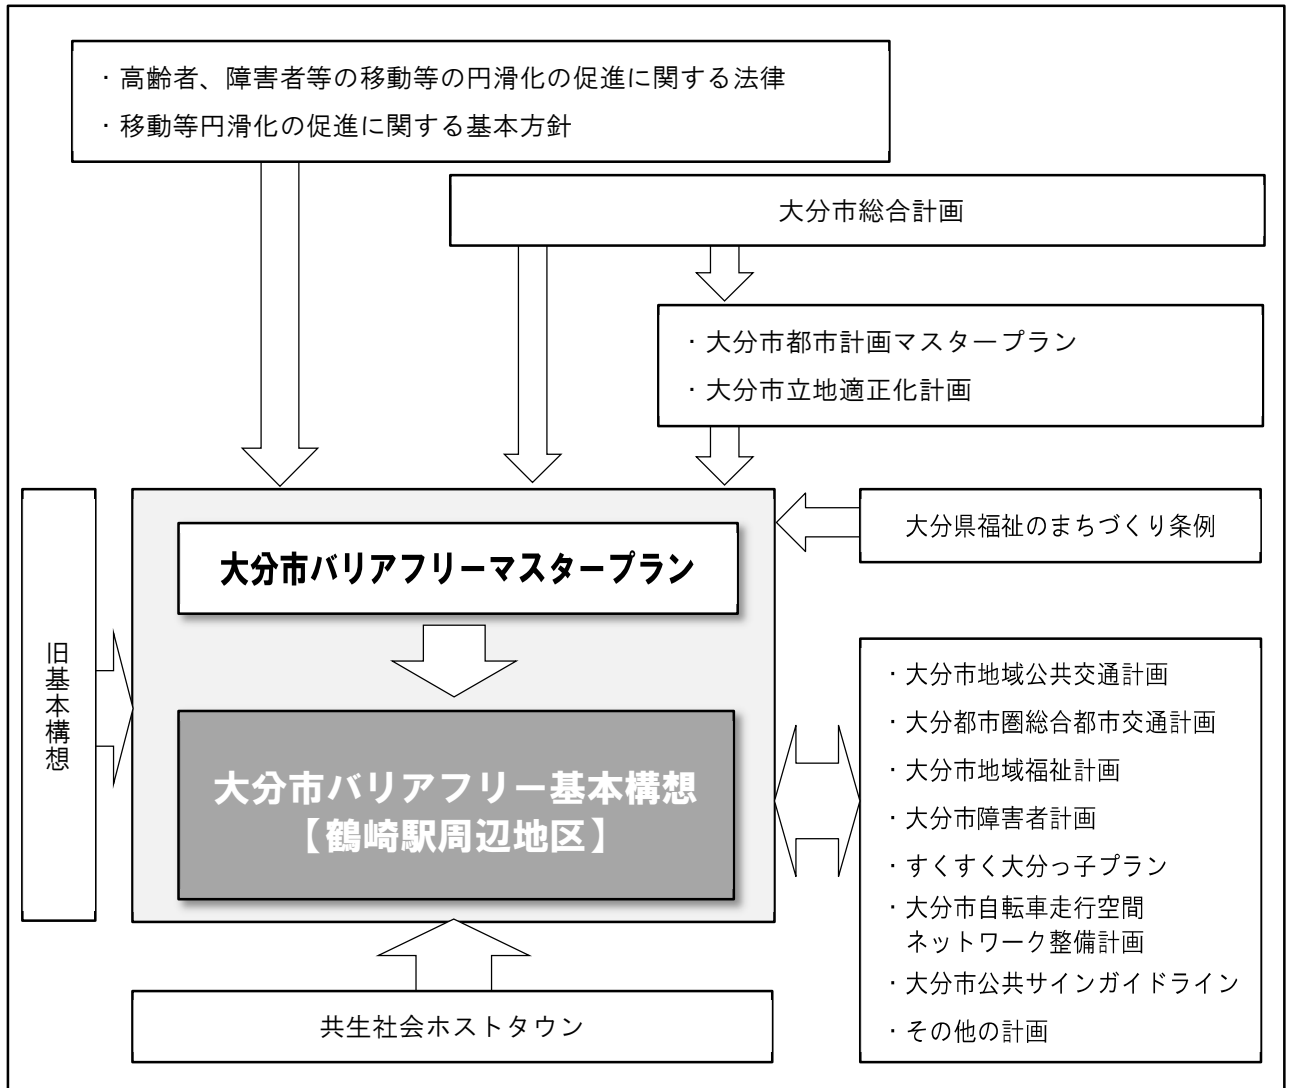 ・高齢者、障害者等の移動等の円滑化の促進に関する法律
・移動等円滑化の促進に関する基本方針
大分市総合計画
・大分市都市計画マスタープラン
・大分市立地適正化計画
旧基本構想
大分市バリアフリーマスタープラン
大分県福祉のまちづくり条例
大分市バリアフリー基本構想
【鶴崎駅周辺地区】
・大分市地域公共交通計画
・大分都市圏総合都市交通計画
・大分市地域福祉計画
・大分市障害者計画
・すくすく大分っ子プラン
・大分市自転車走行空間
ネットワーク整備計画
・大分市公共サインガイドライン
・その他の計画
共生社会ホストタウン